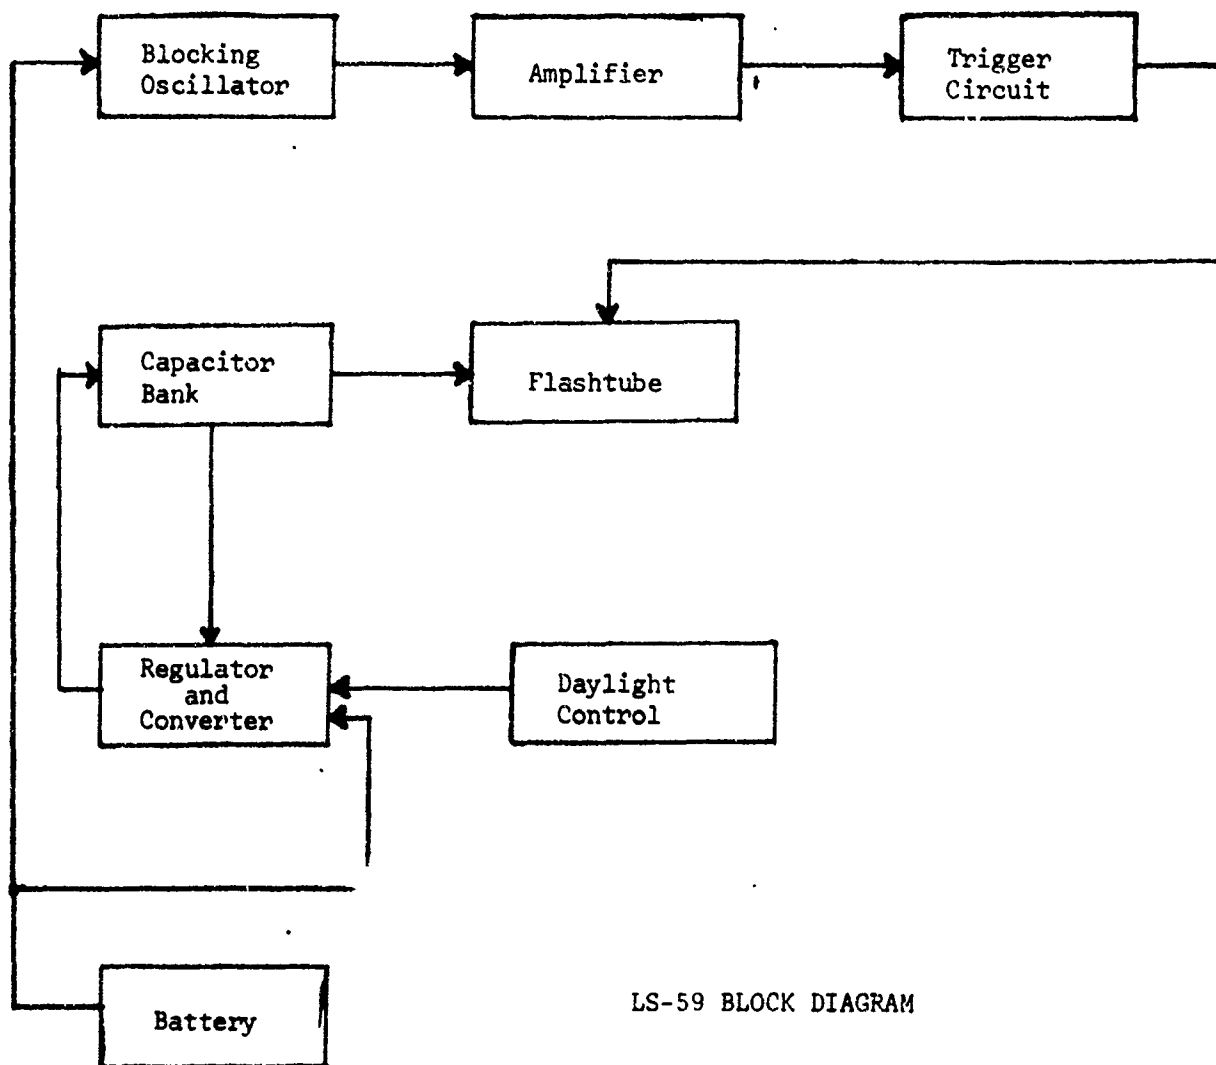 Blocking
Oscillator
Amplifier
Trigger
Circuit
Capacitor
Bank
Flashtube
Regulator
and
Converter
Daylight
Control
Battery
LS-59 BLOCK DIAGRAM